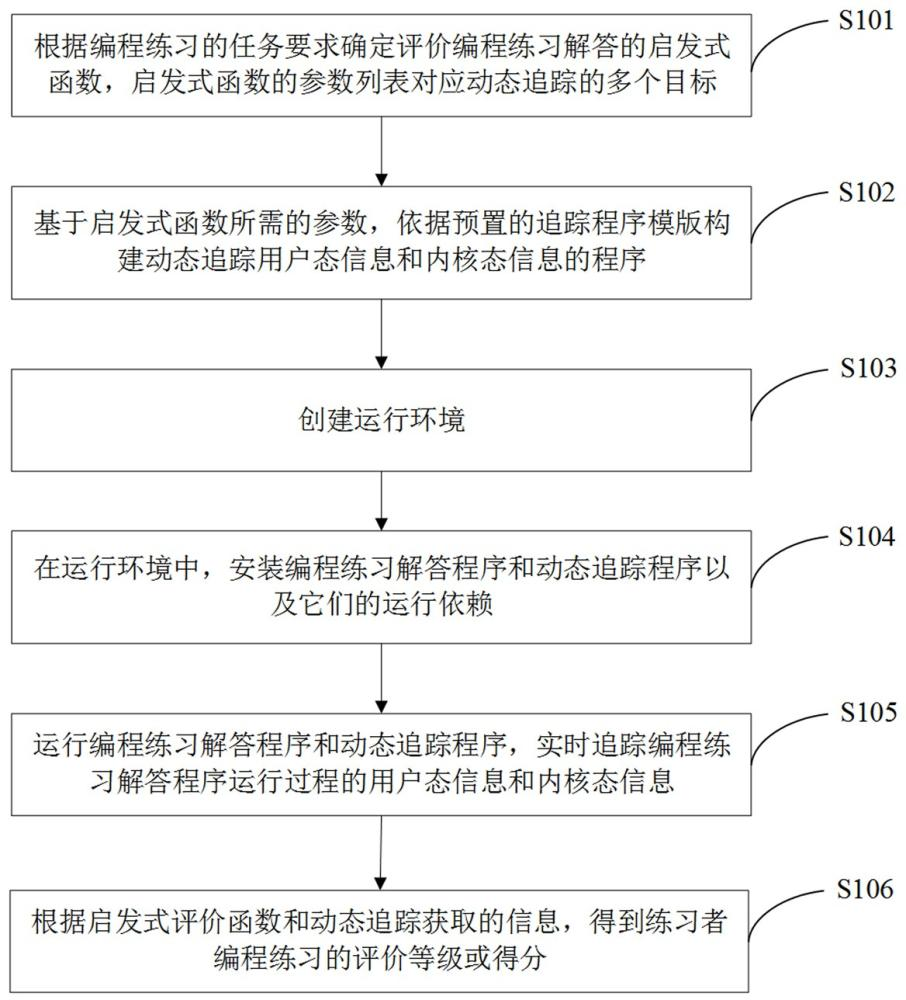 S101
根据编程练习的任务要求确定评价编程练习解答的启发式
函数，启发式函数的参数列表对应动态追踪的多个目标
S102
基于启发式函数所需的参数，依据预置的追踪程序模版构
建动态追踪用户态信息和内核态信息的程序
S103
创建运行环境
S104
在运行环境中，安装编程练习解答程序和动态追踪程序以
及它们的运行依赖
S105
运行编程练习解答程序和动态追踪程序，实时追踪编程练
习解答程序运行过程的用户态信息和内核态信息
S106
根据启发式评价函数和动态追踪获取的信息，得到练习者
编程练习的评价等级或得分